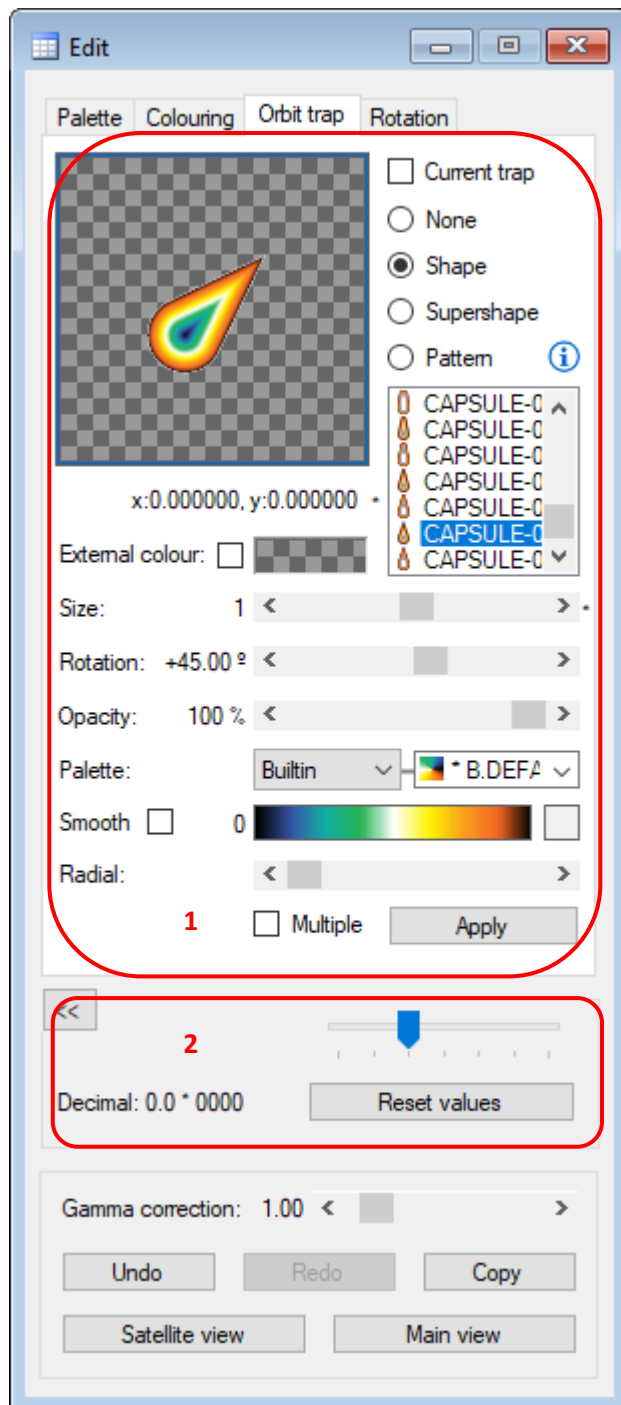 Edit
Palette Colouring Orbit trap Rotation
Current trap
None
Shape
Supershape
Pattern
CAPSULE-0
CAPSULE-0
CAPSULE-0
CAPSULE-0
CAPSULE-0
CAPSULE-0
CAPSULE-0
x:0.000000, y:0.000000 *
External colour:
Size: 1 < > *
Rotation: +45.00 º < >
Opacity: 100 % < >
Palette: Builtin * B.DEFA
Smooth 0
Radial: < >
1 Multiple Apply
<<
2
Decimal: 0.0 * 0000 Reset values
Gamma correction: 1.00 < >
Undo Redo Copy
Satellite view Main view